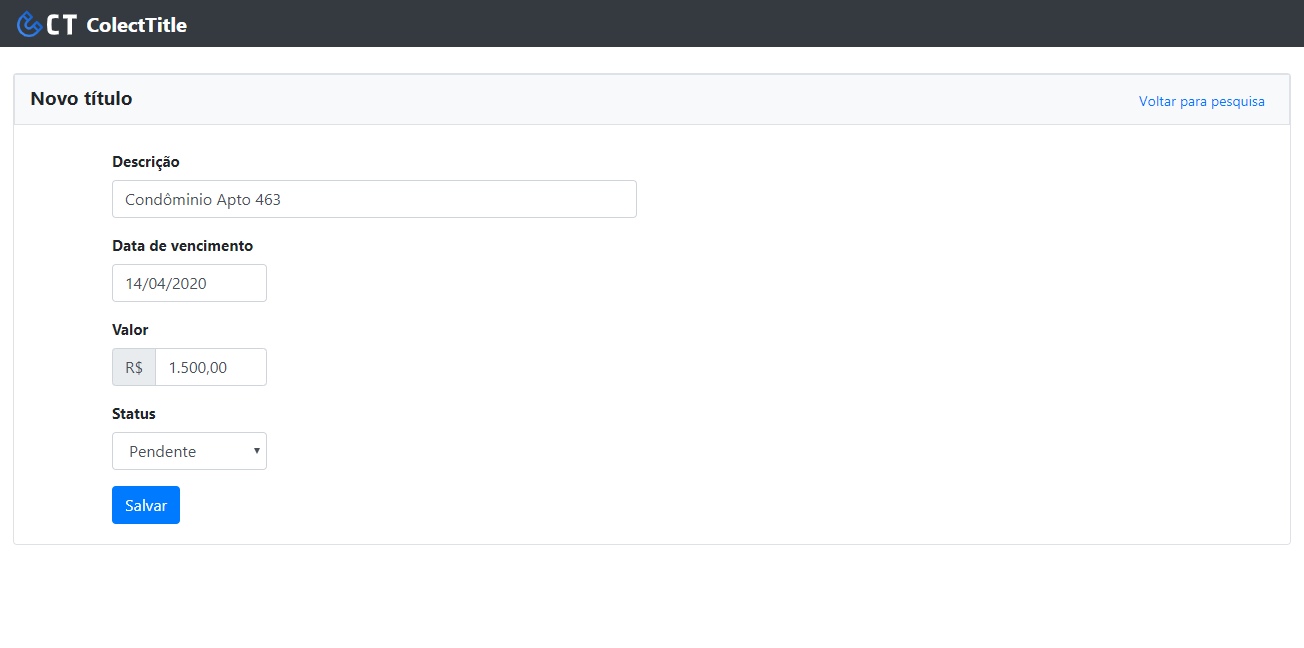 CT ColectTitle
Novo título
Voltar para pesquisa
Descrição
Condôminio Apto 463
Data de vencimento
14/04/2020
Valor
R$ 1.500,00
Status
Pendente
Salvar